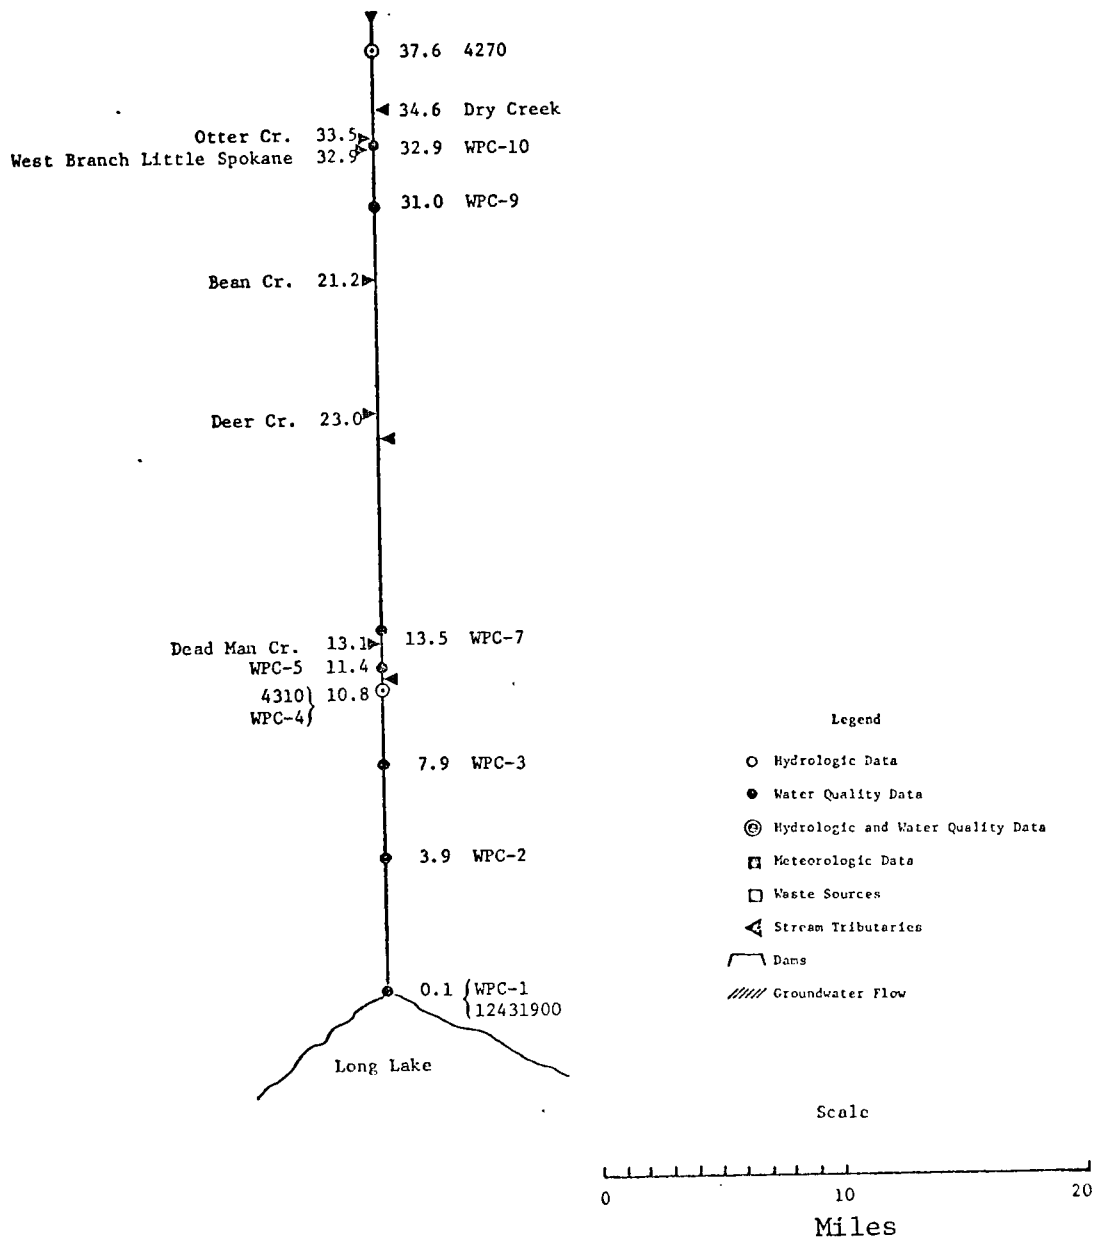 37.6 4270
34.6 Dry Creek
Otter Cr. 33.5
West Branch Little Spokane 32.9
32.9 WPC-10
31.0 WPC-9
Bean Cr. 21.2
Deer Cr. 23.0
13.5 WPC-7
Dead Man Cr. 13.1
WPC-5 11.4
4310 10.8
WPC-4
7.9 WPC-3
3.9 WPC-2
0.1 WPC-1
12431900
Long Lake
Legend
Hydrologic Data
Water Quality Data
Hydrologic and Water Quality Data
Meteorologic Data
Waste Sources
Stream Tributaries
Dams
Groundwater Flow
Scale
0 10 20
Miles